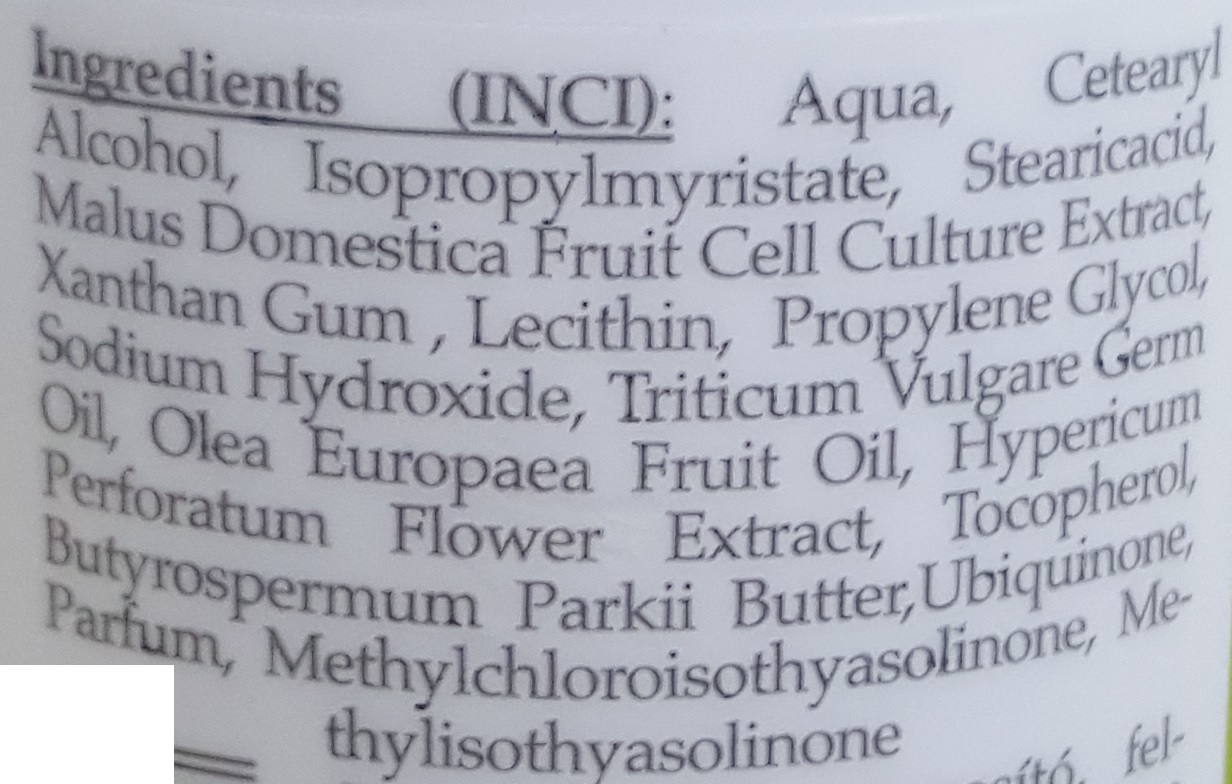 Ingredients (INCI): Aqua, Cetearyl
Alcohol, Isopropylmyristate, Stearicacid,
Malus Domestica Fruit Cell Culture Extract,
Xanthan Gum , Lecithin, Propylene Glycol,
Sodium Hydroxide, Triticum Vulgare Germ
Oil, Olea Europaea Fruit Oil, Hypericum
Perforatum Flower Extract, Tocopherol,
Butyrospermum Parkii Butter,Ubiquinone,
Parfum, Methylchloroisothyasolinone, Me-
thylisothyasolinone
fel-